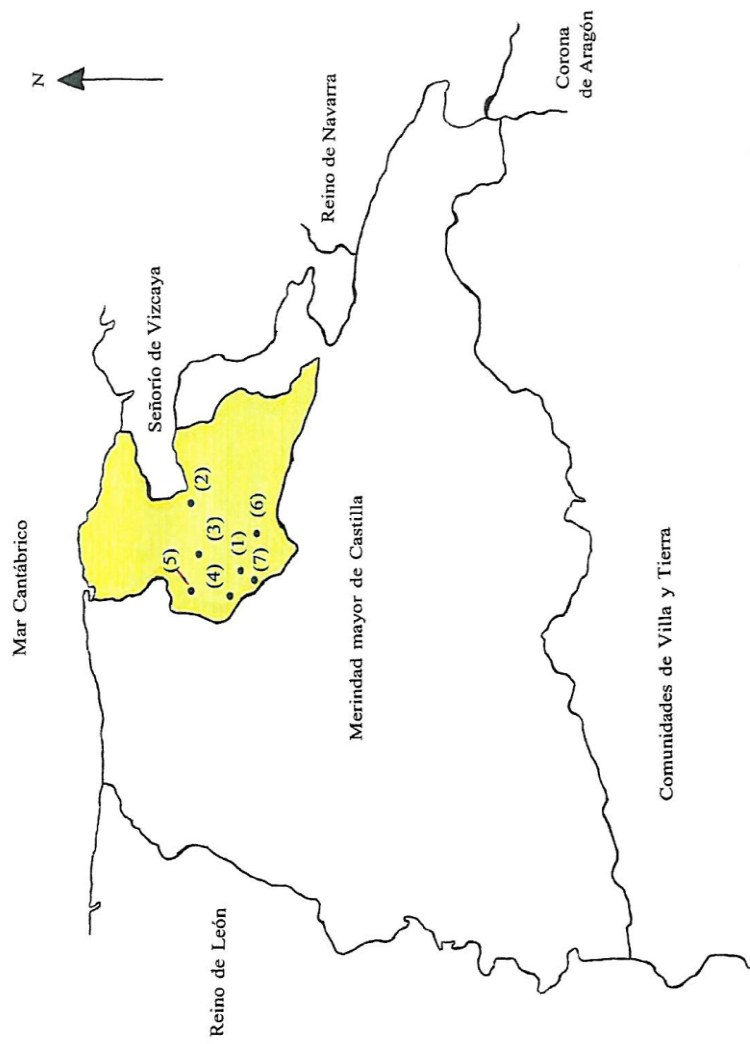 N
Mar Cantábrico
Señorío de Vizcaya
Reino de Navarra
Corona
de Aragón
(5)
(2)
(3)
(4)
(1)
(6)
(7)
Reino de León
Merindad mayor de Castilla
Comunidades de Villa y Tierra